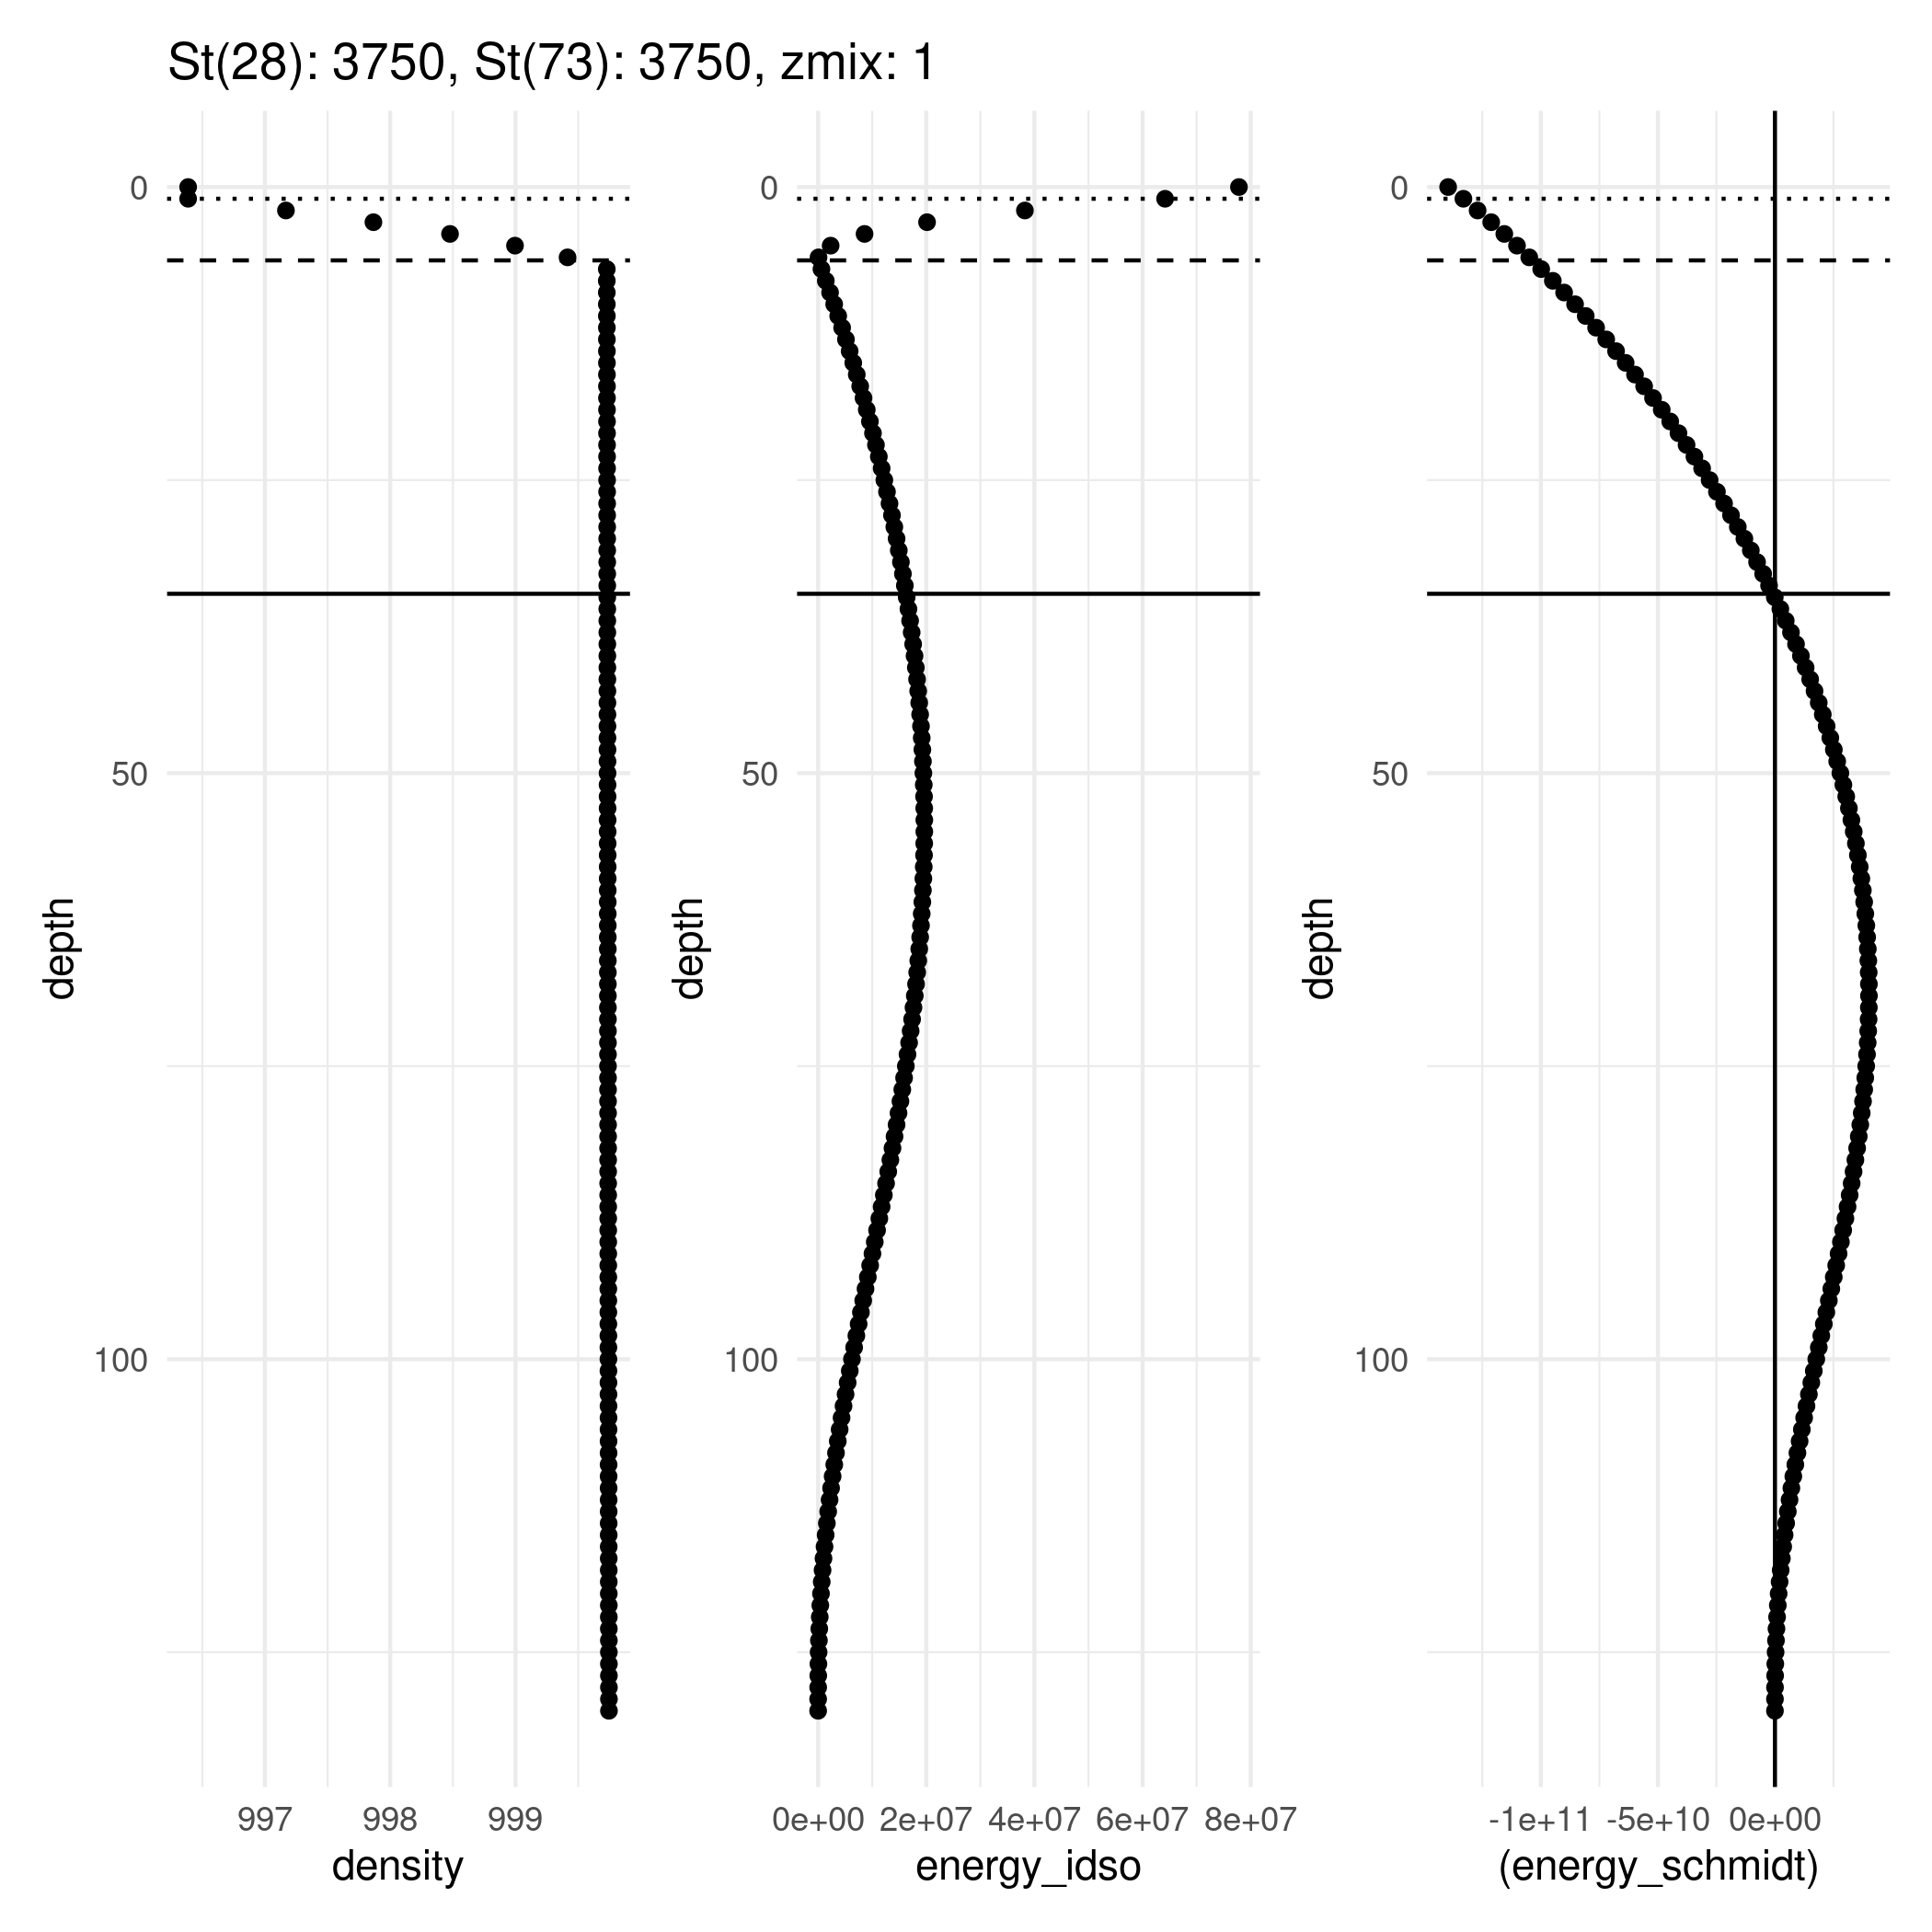 St(28): 3750, St(73): 3750, zmix: 1
0
50
100
depth
997 998 999
density
0
50
100
depth
0e+00 2e+07 4e+07 6e+07 8e+07
energy_idso
0
50
100
depth
-1e+11 -5e+10 0e+00
(energy_schmidt)